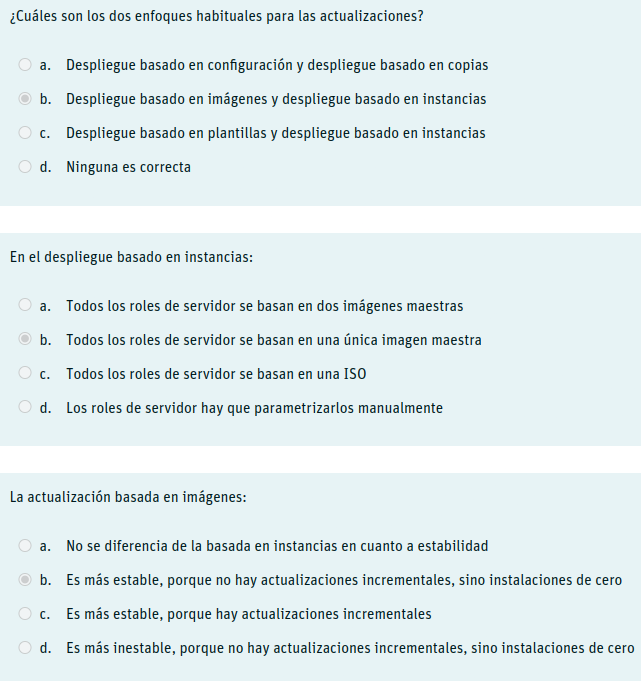 ¿Cuáles son los dos enfoques habituales para las actualizaciones?
a. Despliegue basado en configuración y despliegue basado en copias
b. Despliegue basado en imágenes y despliegue basado en instancias
c. Despliegue basado en plantillas y despliegue basado en instancias
d. Ninguna es correcta
En el despliegue basado en instancias:
a. Todos los roles de servidor se basan en dos imágenes maestras
b. Todos los roles de servidor se basan en una única imagen maestra
c. Todos los roles de servidor se basan en una ISO
d. Los roles de servidor hay que parametrizarlos manualmente
La actualización basada en imágenes:
a. No se diferencia de la basada en instancias en cuanto a estabilidad
b. Es más estable, porque no hay actualizaciones incrementales, sino instalaciones de cero
c. Es más estable, porque hay actualizaciones incrementales
d. Es más inestable, porque no hay actualizaciones incrementales, sino instalaciones de cero